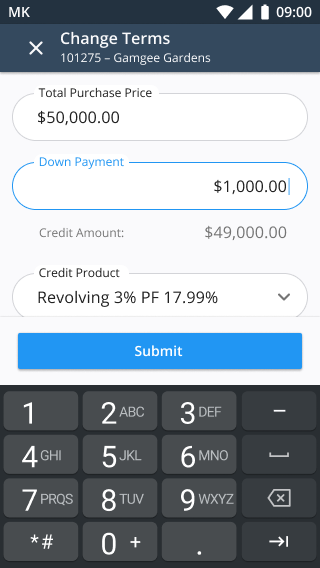 MK 09:00
Change Terms
101275 – Gamgee Gardens
Total Purchase Price
$50,000.00
Down Payment
$1,000.00
Credit Amount: $49,000.00
Credit Product
Revolving 3% PF 17.99%
Submit
1 2 ABC 3 DEF –
4 GHI 5 JKL 6 MNO
7 PRQS 8 TUV 9 WXYZ
*# 0 + .